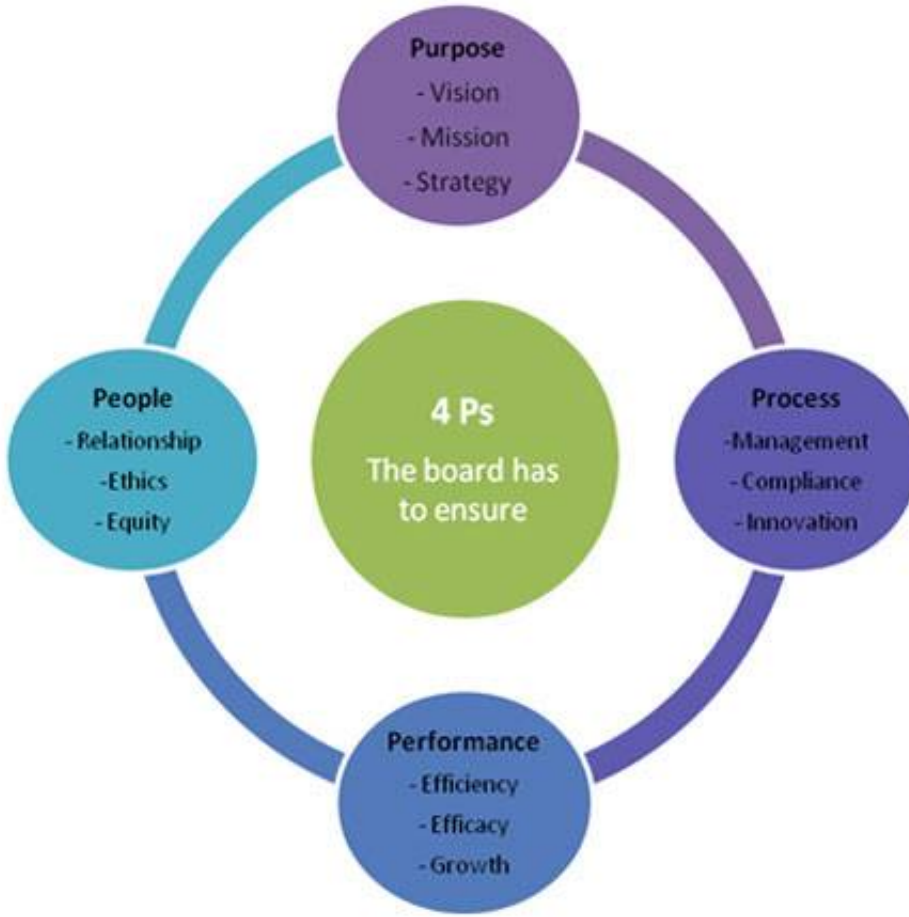 Purpose
- Vision
- Mission
- Strategy
People
- Relationship
-Ethics
- Equity
4 Ps
The board has
to ensure
Process
-Management
- Compliance
- Innovation
Performance
- Efficiency
- Efficacy
- Growth